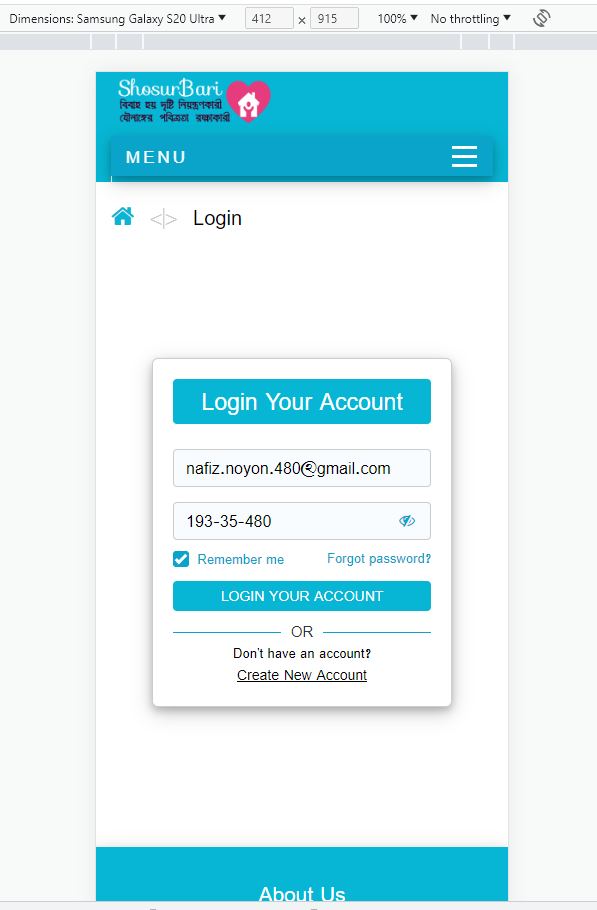 Dimensions: Samsung Galaxy S20 Ultra ▼ 412 × 915 100% ▼ No throttling ▼
ShosurBari
বিবাহ হয় দৃষ্টি নিয়ন্ত্রণকারী
যৌনাঙ্গের পবিত্রতা রক্ষাকারী
MENU
<|> Login
Login Your Account
nafiz.noyon.480@gmail.com
193-35-480
Remember me Forgot password?
LOGIN YOUR ACCOUNT
OR
Don't have an account?
Create New Account
About Us